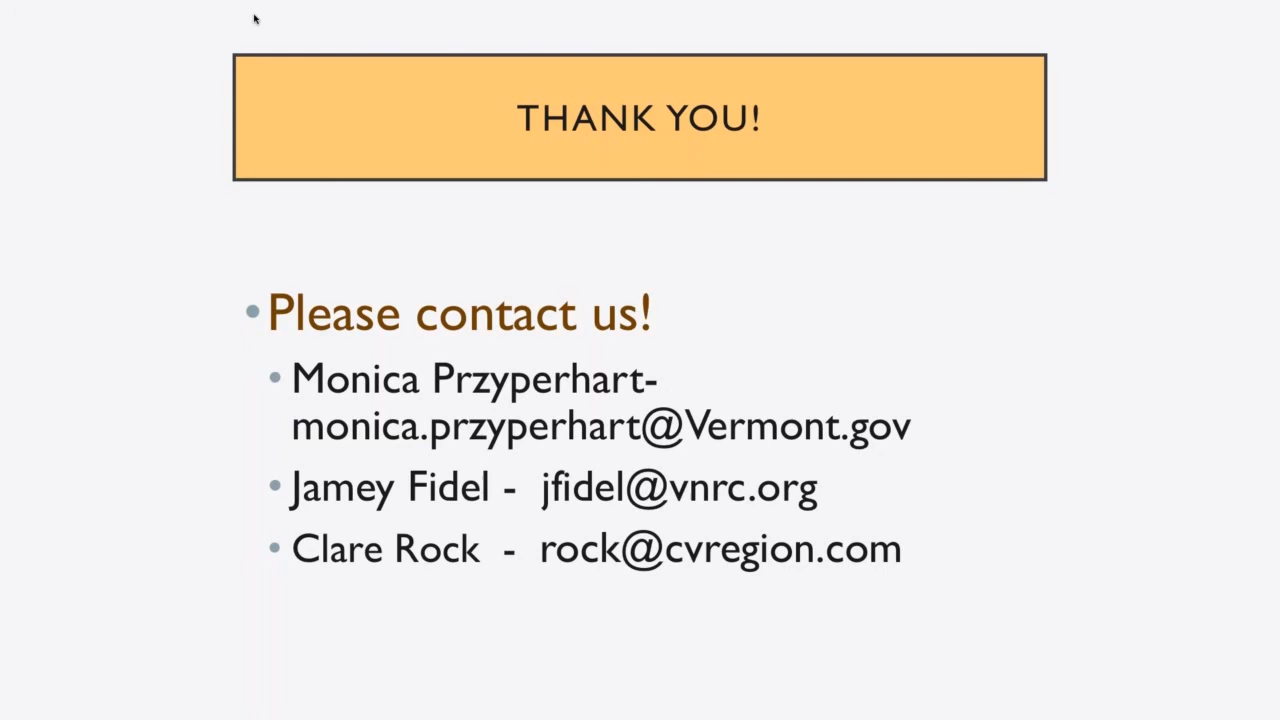 THANK YOU!
• Please contact us!
• Monica Przyperhart-
monica.przyperhart@Vermont.gov
• Jamey Fidel - jfidel@vnrc.org
• Clare Rock - rock@cvregion.com